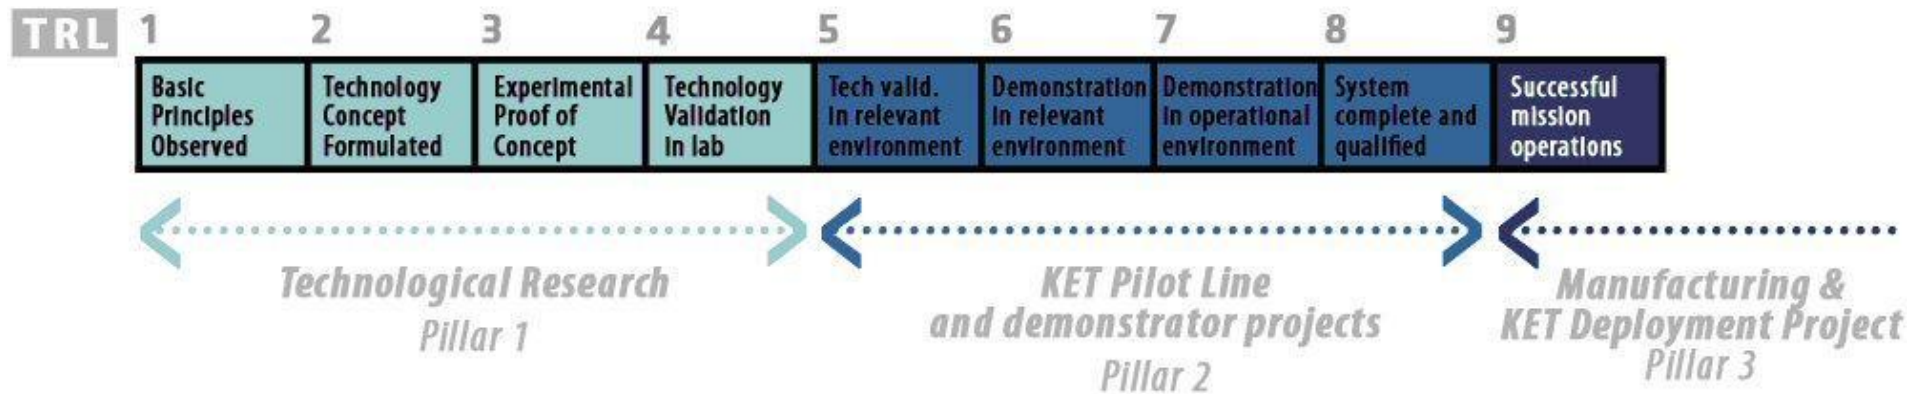 TRL 1 2 3 4 5 6 7 8 9
Basic
Principles
Observed
Technology
Concept
Formulated
Experimental
Proof of
Concept
Technology
Validation
In lab
Tech valid.
In relevant
environment
Demonstration
In relevant
environment
Demonstration
In operational
environment
System
complete and
qualified
Successful
mission
operations
Technological Research
Pillar 1
KET Pilot Line
and demonstrator projects
Pillar 2
Manufacturing &
KET Deployment Project
Pillar 3